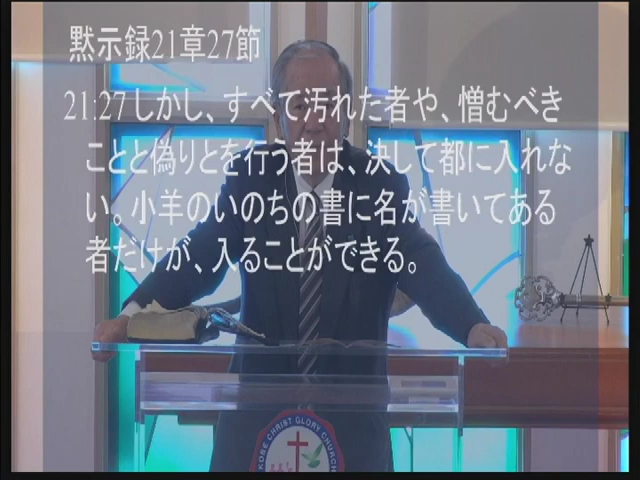 黙示録21章27節
21:27しかし、すべて汚れた者や、憎むべき
ことと偽りとを行う者は、決して都に入れな
い。小羊のいのちの書に名が書いてある
者だけが、入ることができる。
KOBE CHRIST GLORY CHURCH